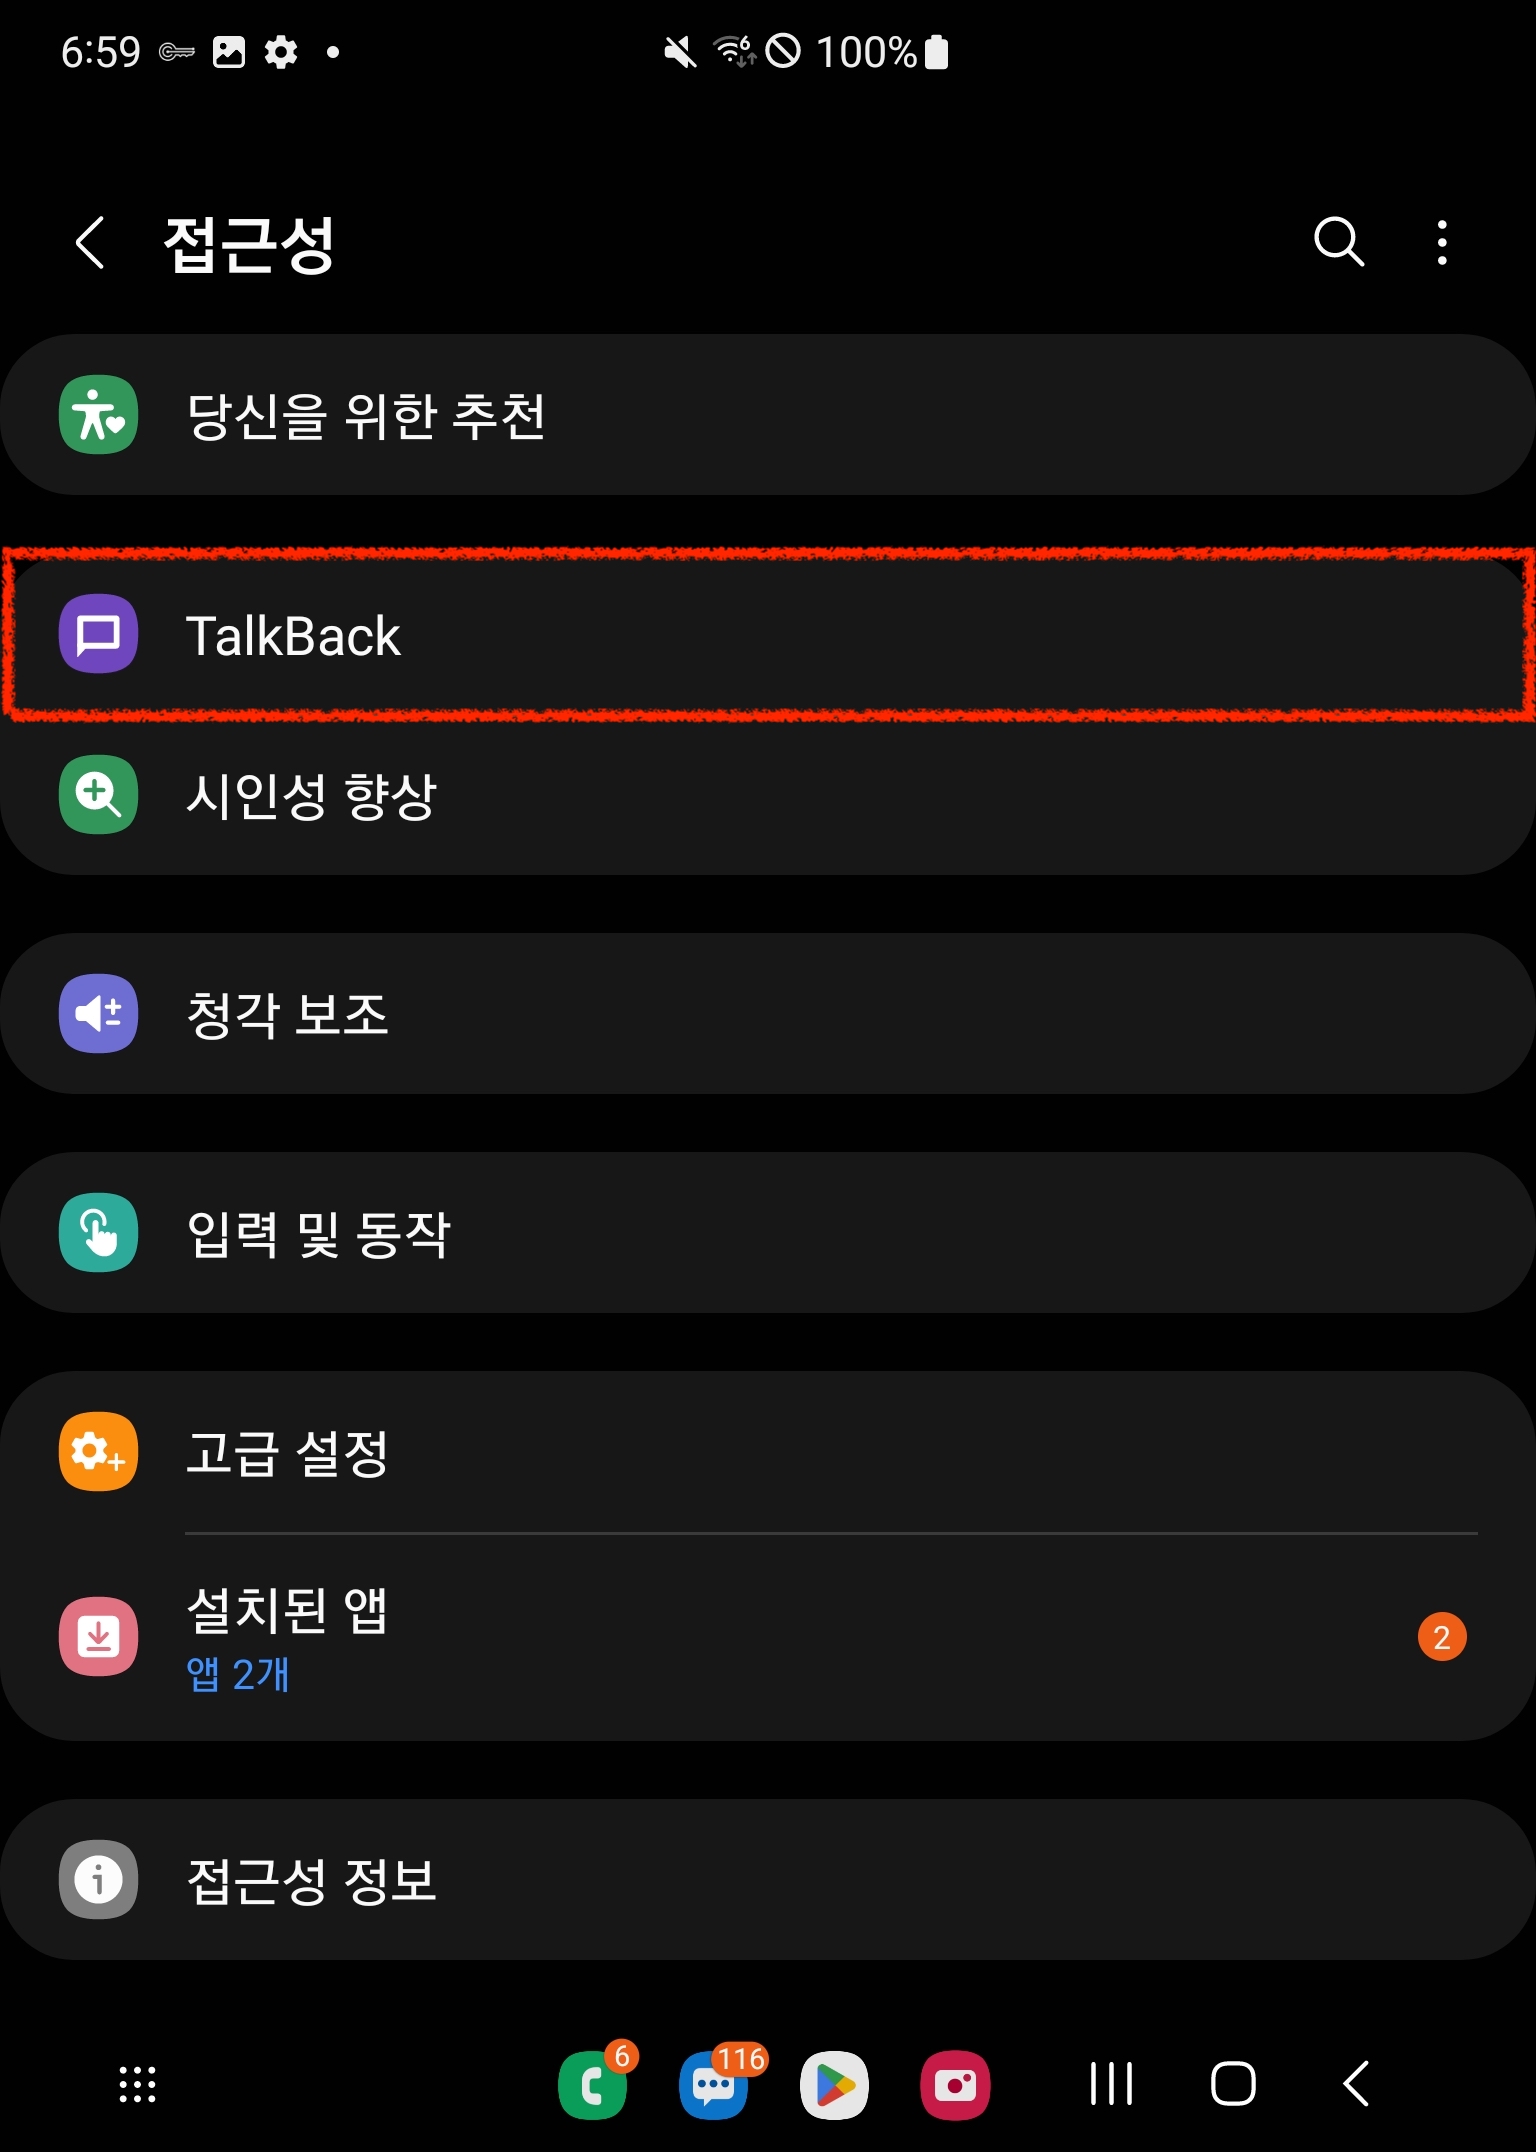 6:59
6
100%
접근성
당신을 위한 추천
TalkBack
시인성 향상
청각 보조
입력 및 동작
고급 설정
설치된 앱
앱 2개
2
접근성 정보
6
116